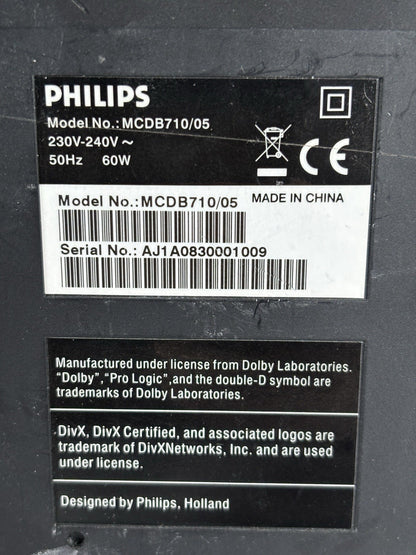 PHILIPS
Model No.: MCDB710/05
230V-240V ~
50Hz 60W
CE
Model No.: MCDB710/05 MADE IN CHINA
Serial No.: AJ1A0830001009
Manufactured under license from Dolby Laboratories.
“Dolby”, “Pro Logic”, and the double-D symbol are
trademarks of Dolby Laboratories.
DivX, DivX Certified, and associated logos are
trademark of DivXNetworks, Inc. and are used
under license.
Designed by Philips, Holland